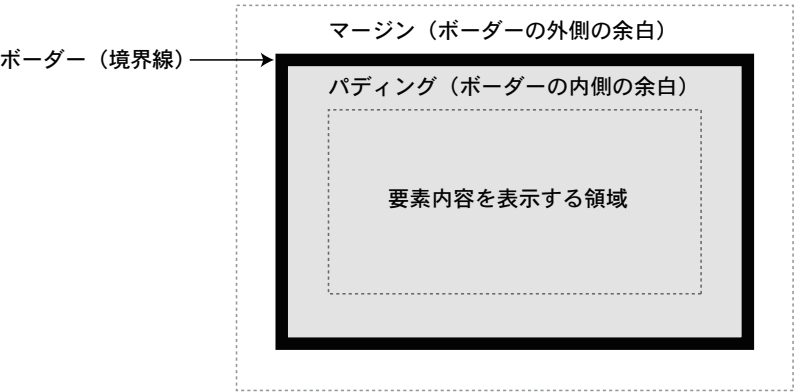 マージン（ボーダーの外側の余白）
ボーダー（境界線）
パディング（ボーダーの内側の余白）
要素内容を表示する領域